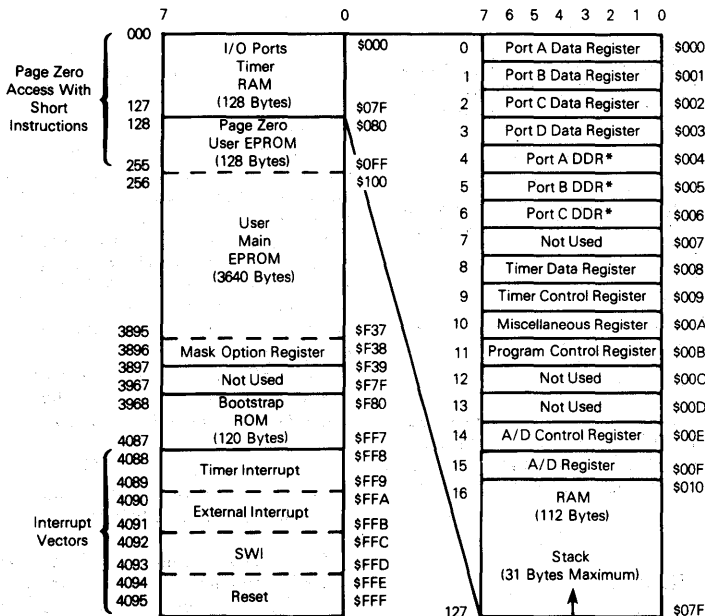 7 0
000 I/O Ports $000
Timer
RAM
(128 Bytes)
127 $07F
128 Page Zero $080
User EPROM
(128 Bytes)
255 $0FF
256 $100
Page Zero
Access With
Short
Instructions
User
Main
EPROM
(3640 Bytes)
3895 $F37
3896 Mask Option Register $F38
3897 $F39
Not Used
3967 $F7F
3968 Bootstrap $F80
ROM
(120 Bytes)
4087 $FF7
4088 $FF8
Timer Interrupt
4089 $FF9
4090 $FFA
External Interrupt
4091 $FFB
4092 $FFC
SWI
4093 $FFD
4094 $FFE
Reset
4095 $FFF
Interrupt
Vectors
7 6 5 4 3 2 1 0
0 Port A Data Register $000
1 Port B Data Register $001
2 Port C Data Register $002
3 Port D Data Register $003
4 Port A DDR* $004
5 Port B DDR* $005
6 Port C DDR* $006
7 Not Used $007
8 Timer Data Register $008
9 Timer Control Register $009
10 Miscellaneous Register $00A
11 Program Control Register $00B
12 Not Used $00C
13 Not Used $00D
14 A/D Control Register $00E
15 A/D Register $00F
16 $010
RAM
(112 Bytes)
Stack
(31 Bytes Maximum)
127 $07F